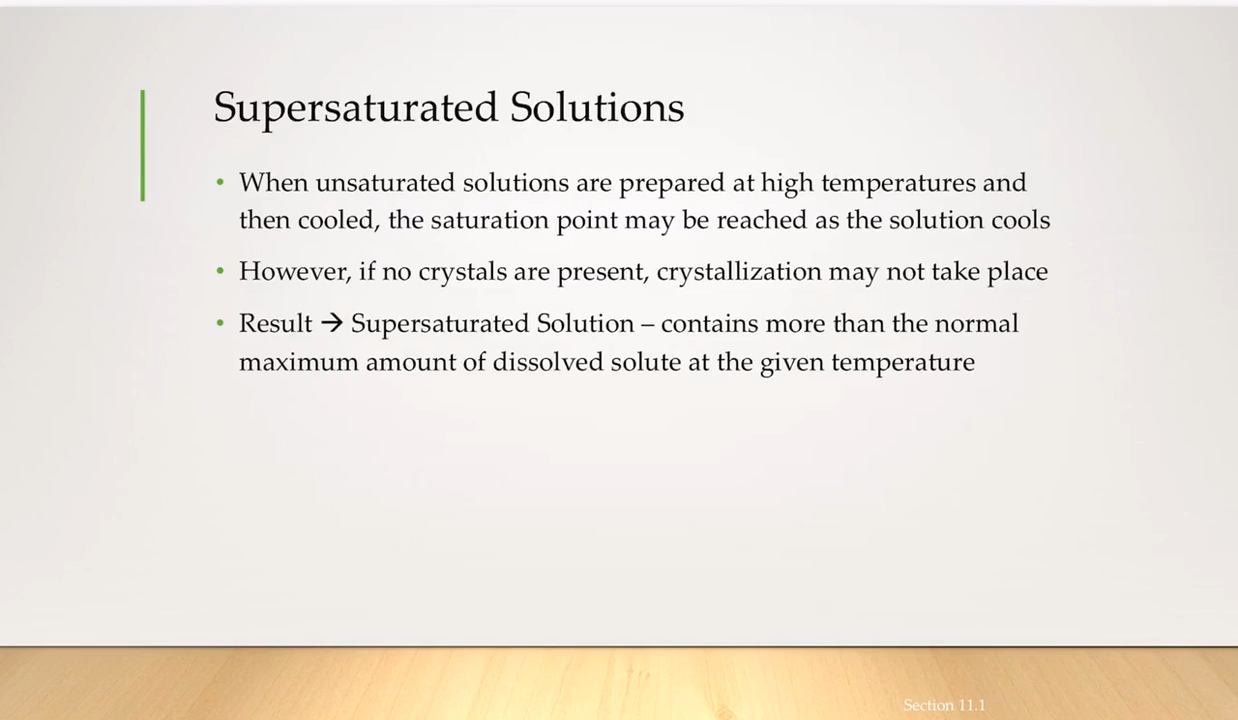 Supersaturated Solutions
• When unsaturated solutions are prepared at high temperatures and
then cooled, the saturation point may be reached as the solution cools
• However, if no crystals are present, crystallization may not take place
• Result → Supersaturated Solution – contains more than the normal
maximum amount of dissolved solute at the given temperature
Section 11.1